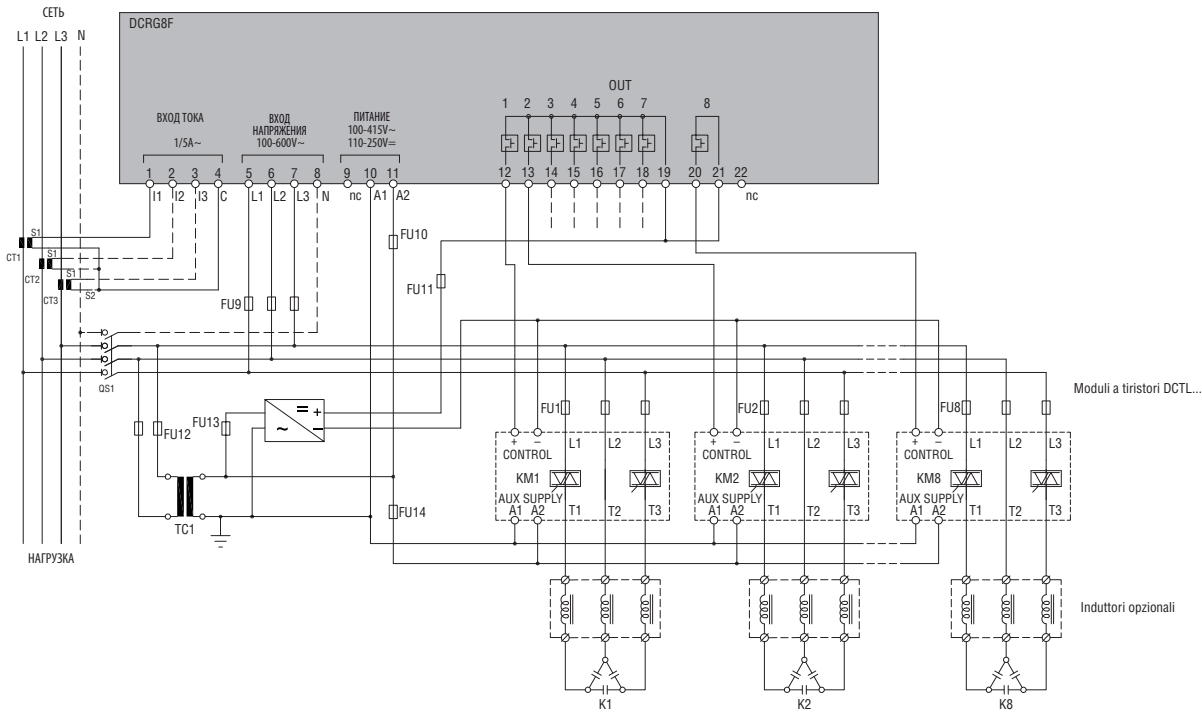 СЕТЬ
L1 L2 L3 N
DCRG8F
OUT
1 2 3 4 5 6 7 8
ВХОД ТОКА
1/5A~
ВХОД
НАПРЯЖЕНИЯ
100-600V~
ПИТАНИЕ
100-415V~
110-250V=
1 2 3 4 5 6 7 8 9 10 11 12 13 14 15 16 17 18 19 20 21 22
I1 I2 I3 C L1 L2 L3 N nc A1 A2 nc
S1
CT1
S1
CT2
S1
CT3
S2
FU10
FU11
FU9
QS1
Moduli a tiristori DCTL...
FU12
FU13
= +
~ –
FU1
FU2
FU8
+ – L1 L2 L3
CONTROL
KM1
AUX SUPPLY
A1 A2 T1 T2 T3
+ – L1 L2 L3
CONTROL
KM2
AUX SUPPLY
A1 A2 T1 T2 T3
+ – L1 L2 L3
CONTROL
KM8
AUX SUPPLY
A1 A2 T1 T2 T3
TC1
FU14
НАГРУЗКА
Induttori opzionali
K1
K2
K8